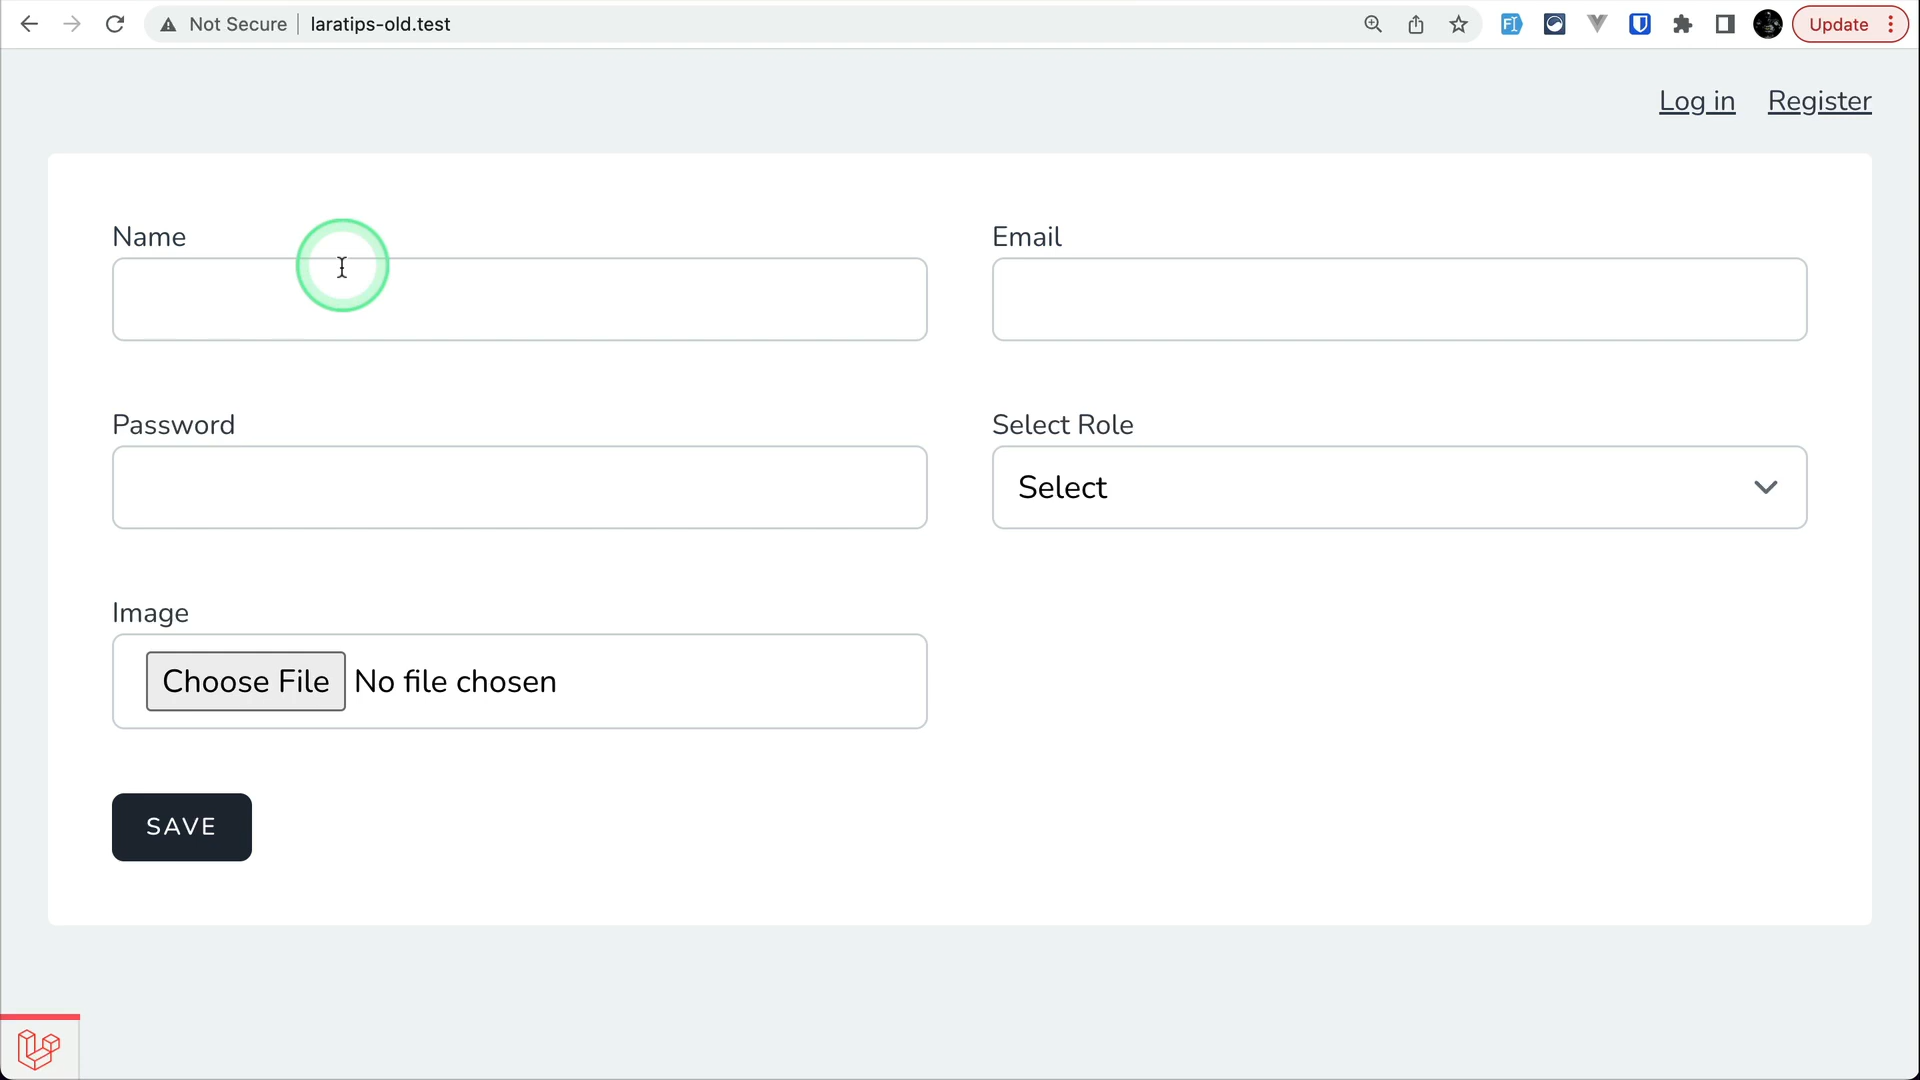 Not Secure laratips-old.test Update
Log in Register
Name Email
Password Select Role
Select
Image
Choose File No file chosen
SAVE